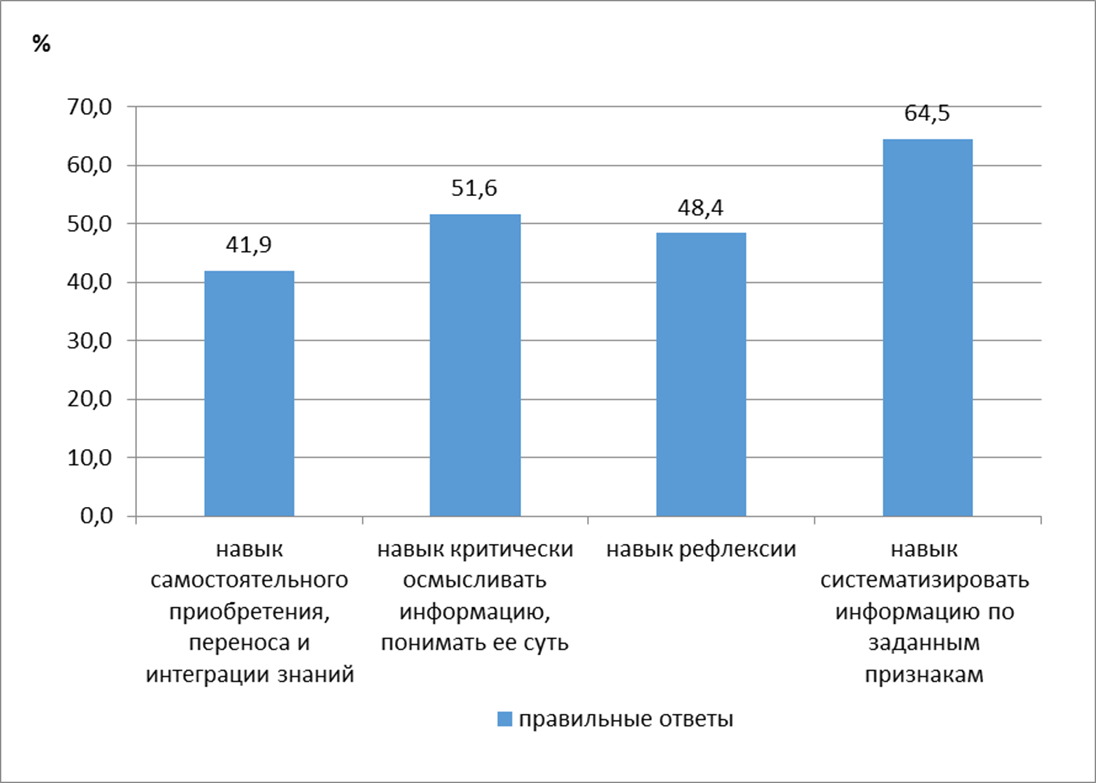 %
70,0
60,0
50,0
40,0
30,0
20,0
10,0
0,0
41,9
51,6
48,4
64,5
навык
самостоятельного
приобретения,
переноса и
интеграции знаний
навык критически
осмысливать
информацию,
понимать ее суть
навык рефлексии
навык
систематизировать
информацию по
заданным
признакам
правильные ответы